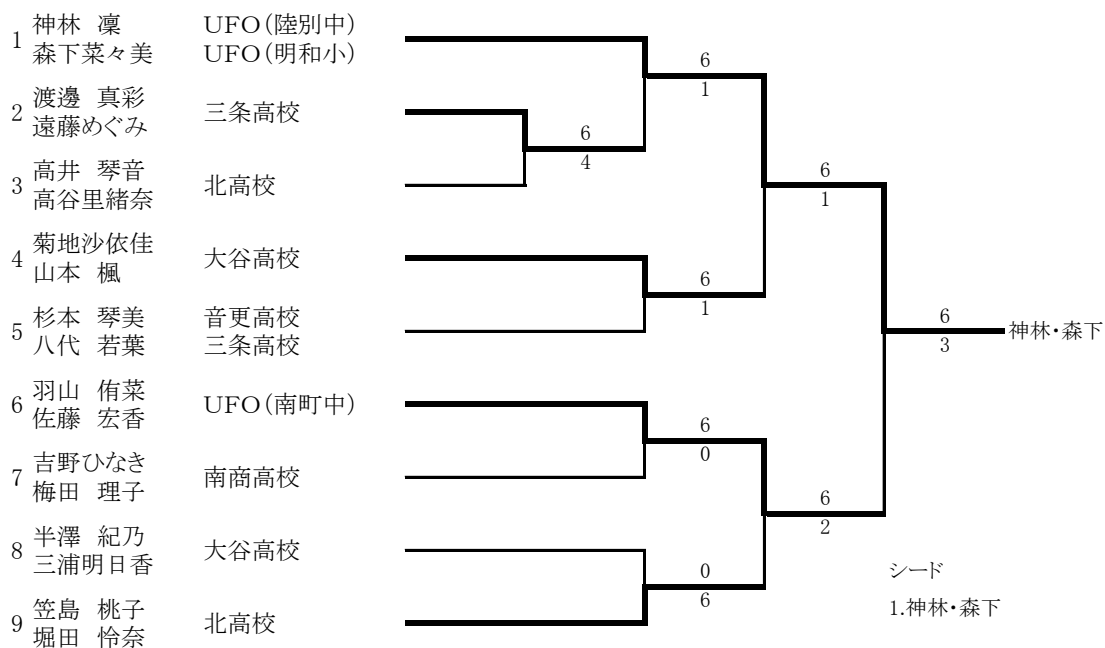 1 神林 凜 UFO(陸別中)
森下菜々美 UFO(明和小)
6
1
2 渡邊 真彩 三条高校
遠藤めぐみ
6
4
3 高井 琴音 北高校
高谷里緒奈
6
1
4 菊地沙依佳 大谷高校
山本 楓
6
1
5 杉本 琴美 音更高校
八代 若葉 三条高校
6
3
神林・森下
6 羽山 侑菜 UFO(南町中)
佐藤 宏香
6
0
7 吉野ひなき 南商高校
梅田 理子
6
2
8 半澤 紀乃 大谷高校
三浦明日香
0
6
シード
1.神林・森下
9 笠島 桃子 北高校
堀田 怜奈